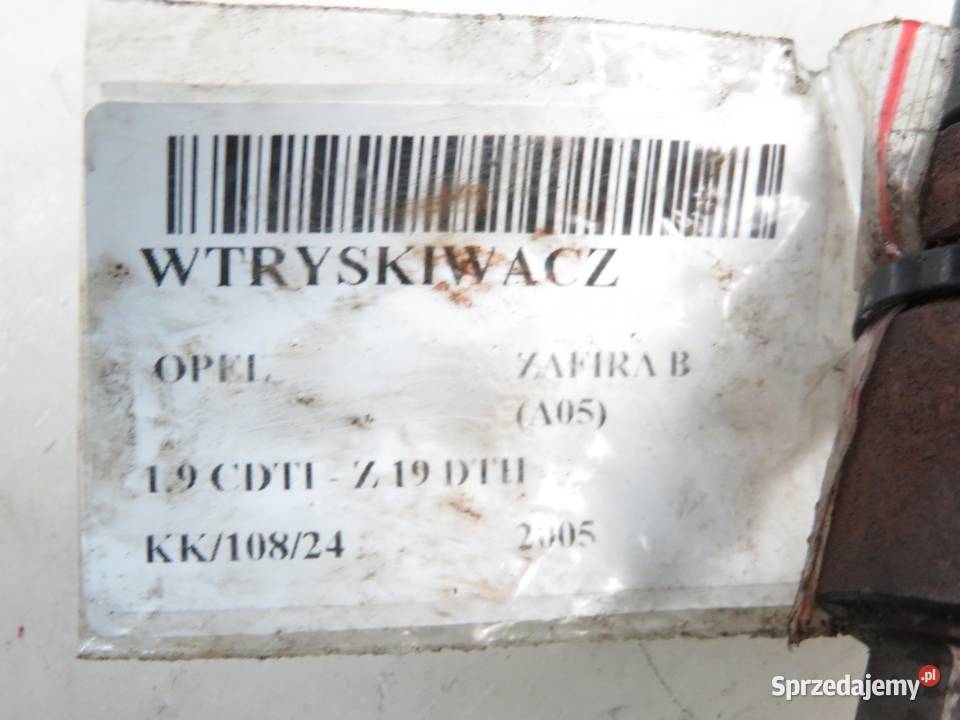 WTRYSKIWACZ
OPEL ZAFIRA B
(A05)
1.9 CDTI - Z 19 DTH
KK/108/24 2005
Sprzedajemy.pl